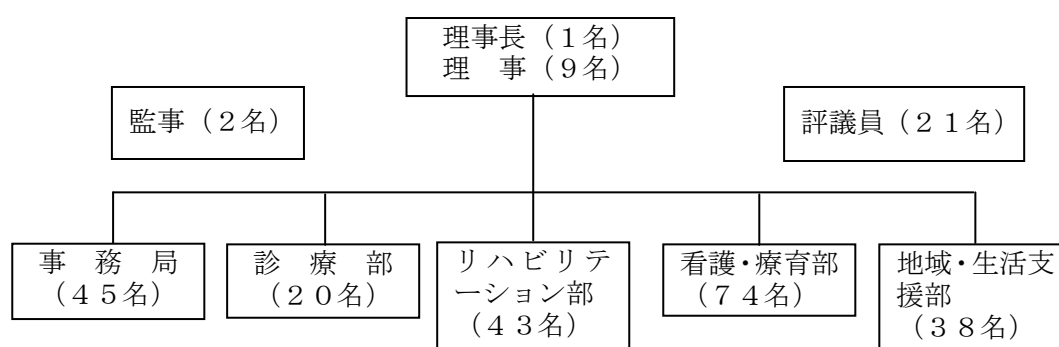 理事長（１名）
理　事（９名）
監事（２名）
評議員（２１名）
事　務　局
（４５名）
診　療　部
（２０名）
リハビリテ
ーション部
（４３名）
看護・療育部
（７４名）
地域・生活支
援部
（３８名）